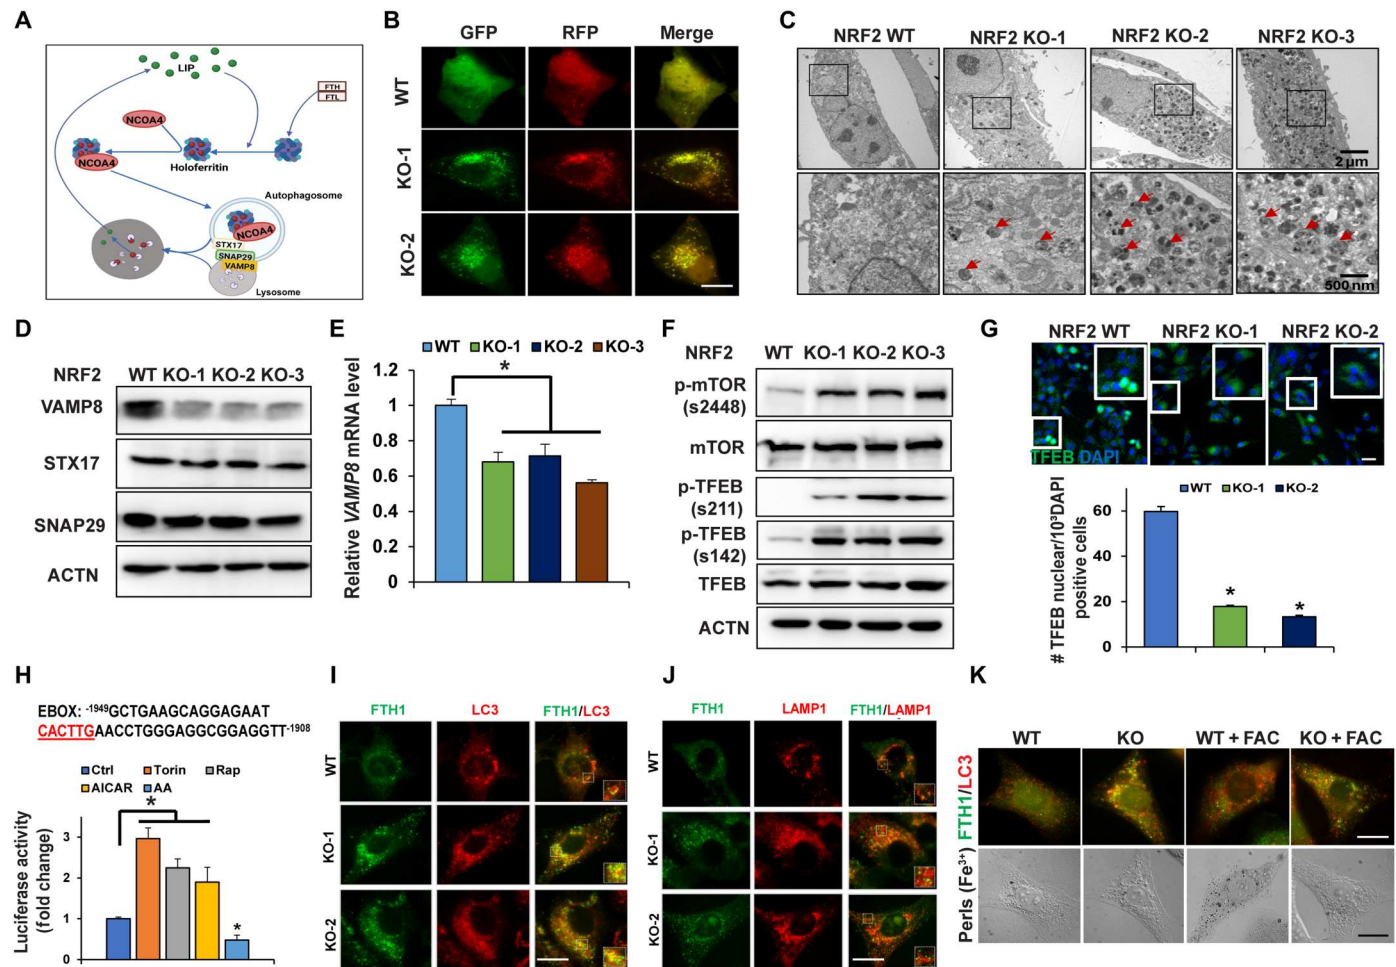 A
LIP
FTH
FTL
NCOA4
NCOA4
Holoferritin
Autophagosome
NCOA4
STX17
SNAP29
VAMP8
Lysosome
B
GFP RFP Merge
WT
KO-1
KO-2
C
NRF2 WT NRF2 KO-1 NRF2 KO-2 NRF2 KO-3
2 µm
500 nm
D
NRF2 WT KO-1 KO-2 KO-3
VAMP8
STX17
SNAP29
ACTN
E
WT KO-1 KO-2 KO-3
Relative VAMP8 mRNA level
1.2
1
0.8
0.6
0.4
0.2
0
*
F
NRF2 WT KO-1 KO-2 KO-3
p-mTOR
(s2448)
mTOR
p-TFEB
(s211)
p-TFEB
(s142)
TFEB
ACTN
G
NRF2 WT NRF2 KO-1 NRF2 KO-2
TFEB DAPI
WT KO-1 KO-2
# TFEB nuclear/10³DAPI
positive cells
60
40
20
0
*
*
H
EBOX: -1949GCTGAAGCAGGAGAAT
CACTTGAACCTGGGAGGCGGAGGTT-1908
Ctrl Torin Rap
AICAR AA
Luciferase activity
(fold change)
3
2
1
0
*
*
I
FTH1 LC3 FTH1/LC3
WT
KO-1
KO-2
J
FTH1 LAMP1 FTH1/LAMP1
WT
KO-1
KO-2
K
WT KO WT + FAC KO + FAC
FTH1/LC3
Perls (Fe³⁺)